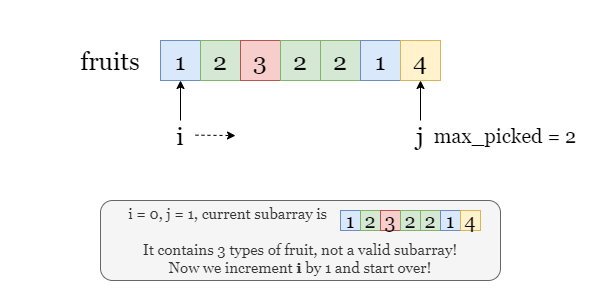 fruits 1 2 3 2 2 1 4
i j max_picked = 2
i = 0, j = 1, current subarray is 1 2 3 2 2 1 4
It contains 3 types of fruit, not a valid subarray!
Now we increment i by 1 and start over!